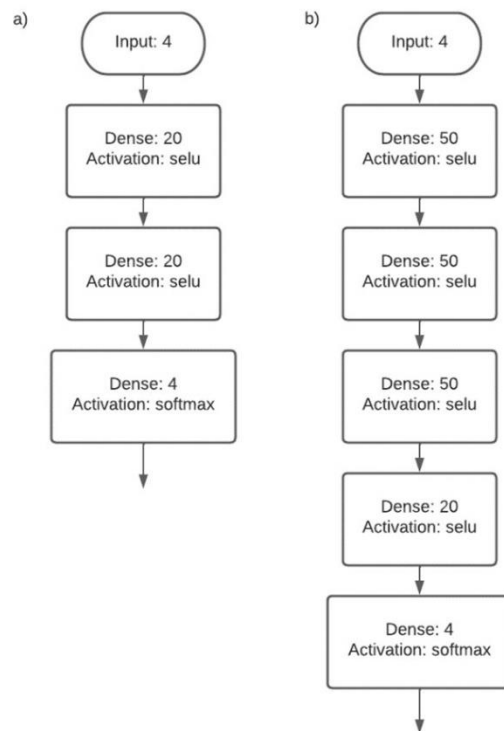 a)
Input: 4
Dense: 20
Activation: selu
Dense: 20
Activation: selu
Dense: 4
Activation: softmax
b)
Input: 4
Dense: 50
Activation: selu
Dense: 50
Activation: selu
Dense: 50
Activation: selu
Dense: 20
Activation: selu
Dense: 4
Activation: softmax